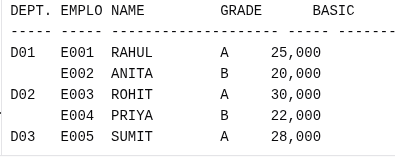 DEPT. EMPLO NAME         GRADE      BASIC
----- ----- -------------------- ----- -------
D01   E001  RAHUL        A     25,000
      E002  ANITA        B     20,000
D02   E003  ROHIT        A     30,000
      E004  PRIYA        B     22,000
D03   E005  SUMIT        A     28,000